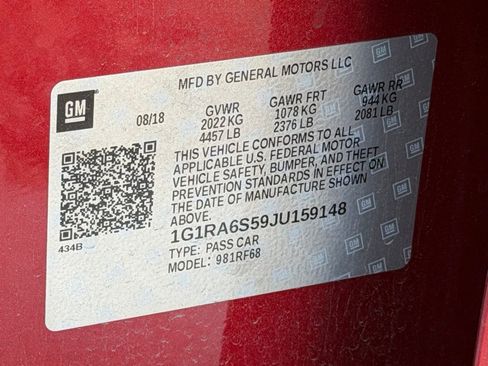 MFD BY GENERAL MOTORS LLC
GM
08/18
GVWR
2022 KG
4457 LB
GAWR FRT
1078 KG
2376 LB
GAWR RR
944 KG
2081 LB
THIS VEHICLE CONFORMS TO ALL
APPLICABLE U.S. FEDERAL MOTOR
VEHICLE SAFETY, BUMPER, AND THEFT
PREVENTION STANDARDS IN EFFECT ON
THE DATE OF MANUFACTURE SHOWN
ABOVE.
434B
1G1RA6S59JU159148
TYPE: PASS CAR
MODEL: 981RF68